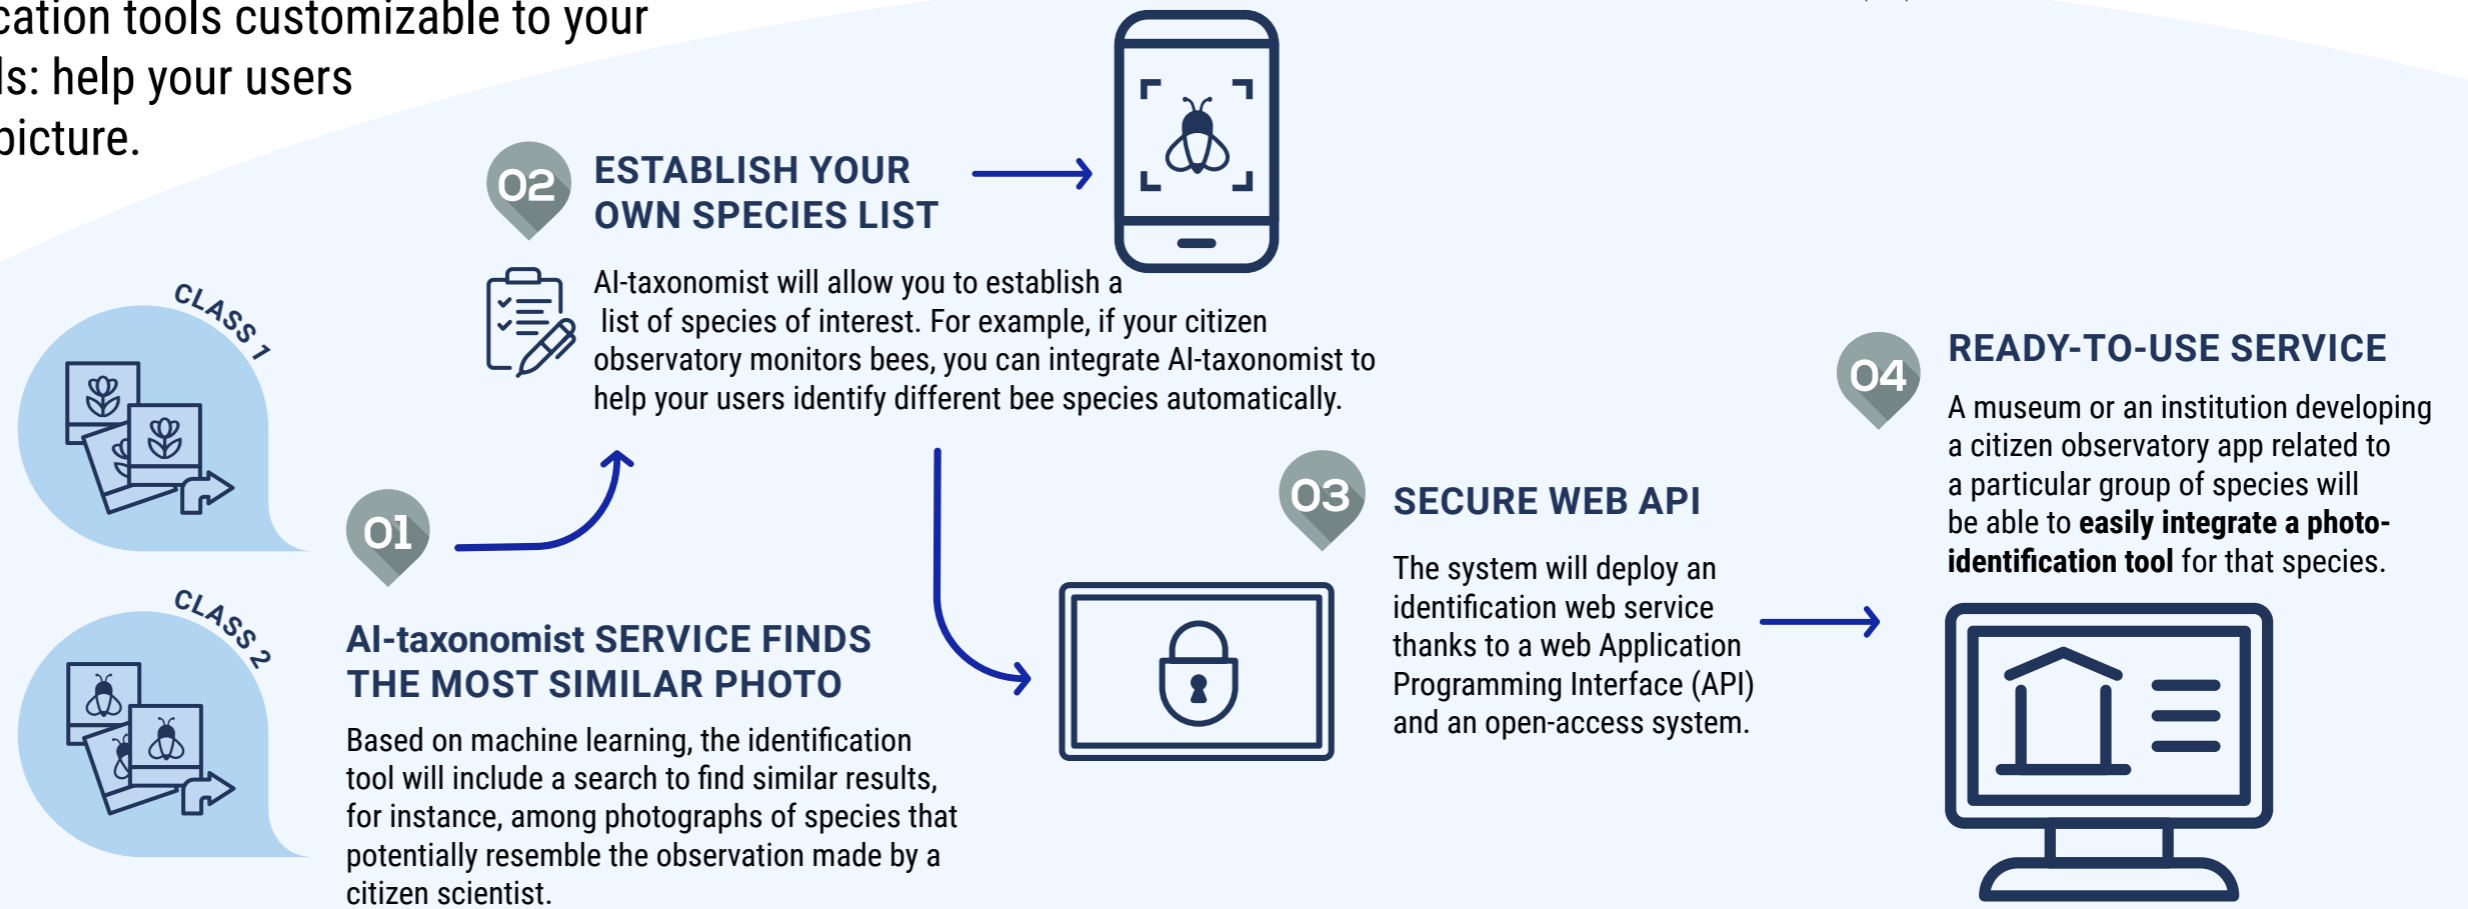 cation tools customizable to your
ls: help your users
picture.
02
ESTABLISH YOUR
OWN SPECIES LIST
AI-taxonomist will allow you to establish a
list of species of interest. For example, if your citizen
observatory monitors bees, you can integrate AI-taxonomist to
help your users identify different bee species automatically.
CLASS 1
CLASS 2
01
AI-taxonomist SERVICE FINDS
THE MOST SIMILAR PHOTO
Based on machine learning, the identification
tool will include a search to find similar results,
for instance, among photographs of species that
potentially resemble the observation made by a
citizen scientist.
03
SECURE WEB API
The system will deploy an
identification web service
thanks to a web Application
Programming Interface (API)
and an open-access system.
04
READY-TO-USE SERVICE
A museum or an institution developing
a citizen observatory app related to
a particular group of species will
be able to easily integrate a photo-
identification tool for that species.